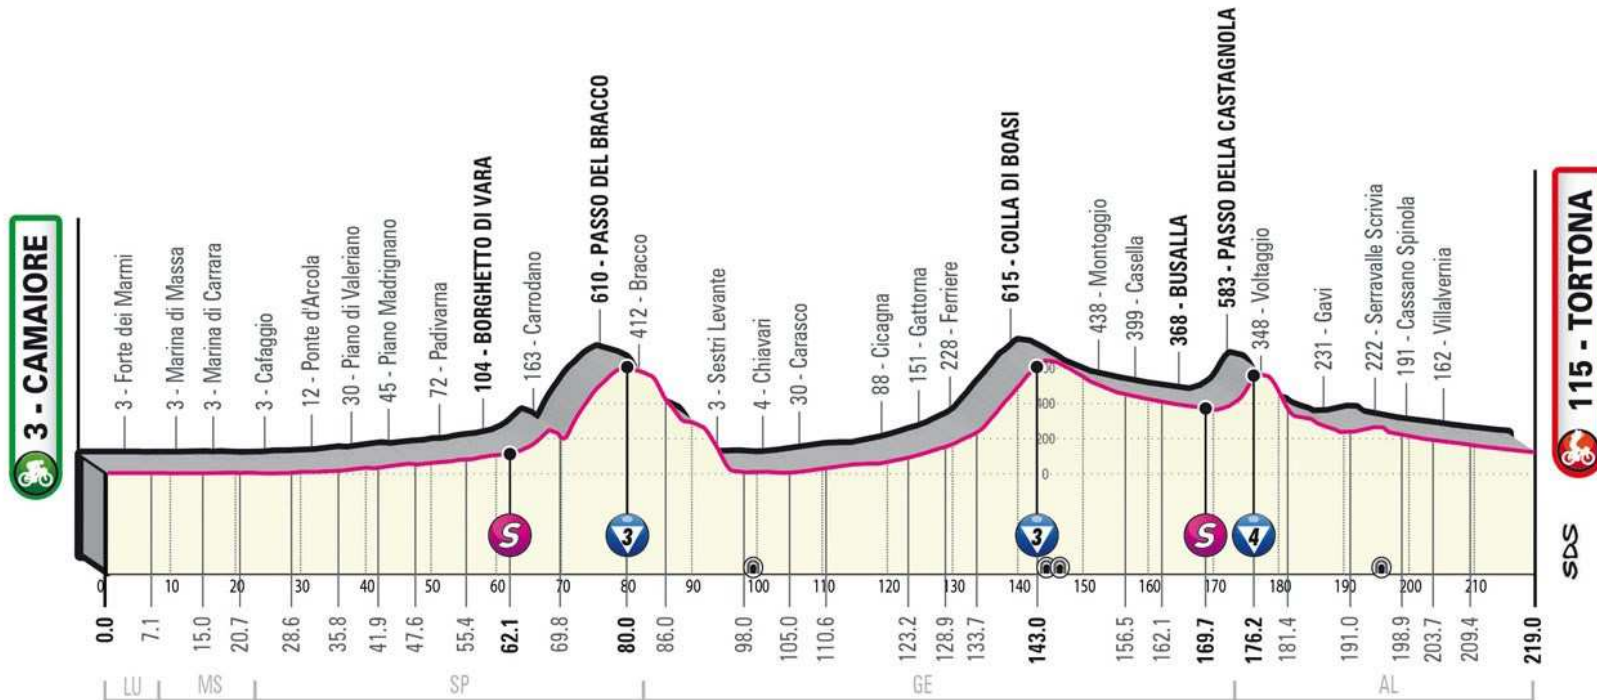 3 - CAMAIORE
3 - Forte dei Marmi
3 - Marina di Massa
3 - Marina di Carrara
3 - Cafaggio
12 - Ponte d'Arcola
30 - Piano di Valeriano
45 - Piano Madrignano
72 - Padivarna
104 - BORGHETTO DI VARA
163 - Carrodano
610 - PASSO DEL BRACCO
412 - Bracco
3 - Sestri Levante
4 - Chiavari
30 - Carasco
88 - Cicagna
151 - Gattorna
228 - Ferriere
615 - COLLA DI BOASI
438 - Montoggio
399 - Casella
368 - BUSALLA
583 - PASSO DELLA CASTAGNOLA
348 - Voltaggio
231 - Gavi
222 - Serravalle Scrivia
191 - Cassano Spinola
162 - Villalvernia
115 - TORTONA
400
200
0
400
200
0
S
3
3
S
4
SDS
0 10 20 30 40 50 60 70 80 90 100 110 120 130 140 150 160 170 180 190 200 210
0.0 7.1 15.0 20.7 28.6 35.8 41.9 47.6 55.4 62.1 69.8 80.0 86.0 98.0 105.0 110.6 123.2 128.9 133.7 143.0 156.5 162.1 169.7 176.2 181.4 191.0 198.9 203.7 209.4 219.0
LU MS SP GE AL